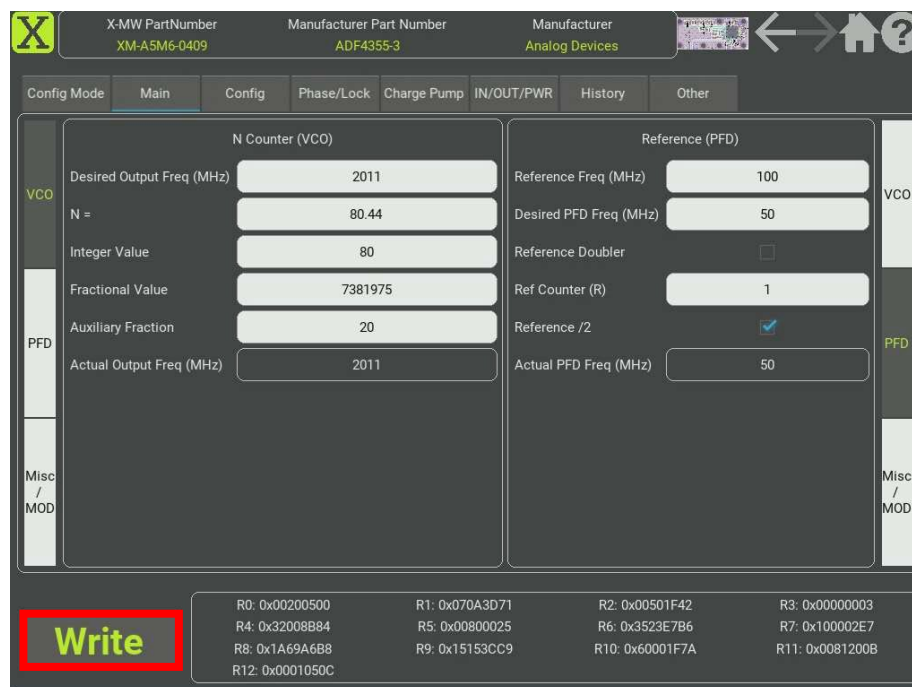 X
X-MW PartNumber
XM-A5M6-0409
Manufacturer Part Number
ADF4355-3
Manufacturer
Analog Devices
?
Config Mode Main Config Phase/Lock Charge Pump IN/OUT/PWR History Other
VCO
PFD
Misc
/
MOD
N Counter (VCO)
Desired Output Freq (MHz) 2011
N = 80.44
Integer Value 80
Fractional Value 7381975
Auxiliary Fraction 20
Actual Output Freq (MHz) 2011
Reference (PFD)
Reference Freq (MHz) 100
Desired PFD Freq (MHz) 50
Reference Doubler
Ref Counter (R) 1
Reference /2
Actual PFD Freq (MHz) 50
VCO
PFD
Misc
/
MOD
Write
R0: 0x00200500 R1: 0x070A3D71 R2: 0x00501F42 R3: 0x00000003
R4: 0x32008B84 R5: 0x00800025 R6: 0x3523E7B6 R7: 0x100002E7
R8: 0x1A69A6B8 R9: 0x15153CC9 R10: 0x60001F7A R11: 0x0081200B
R12: 0x0001050C